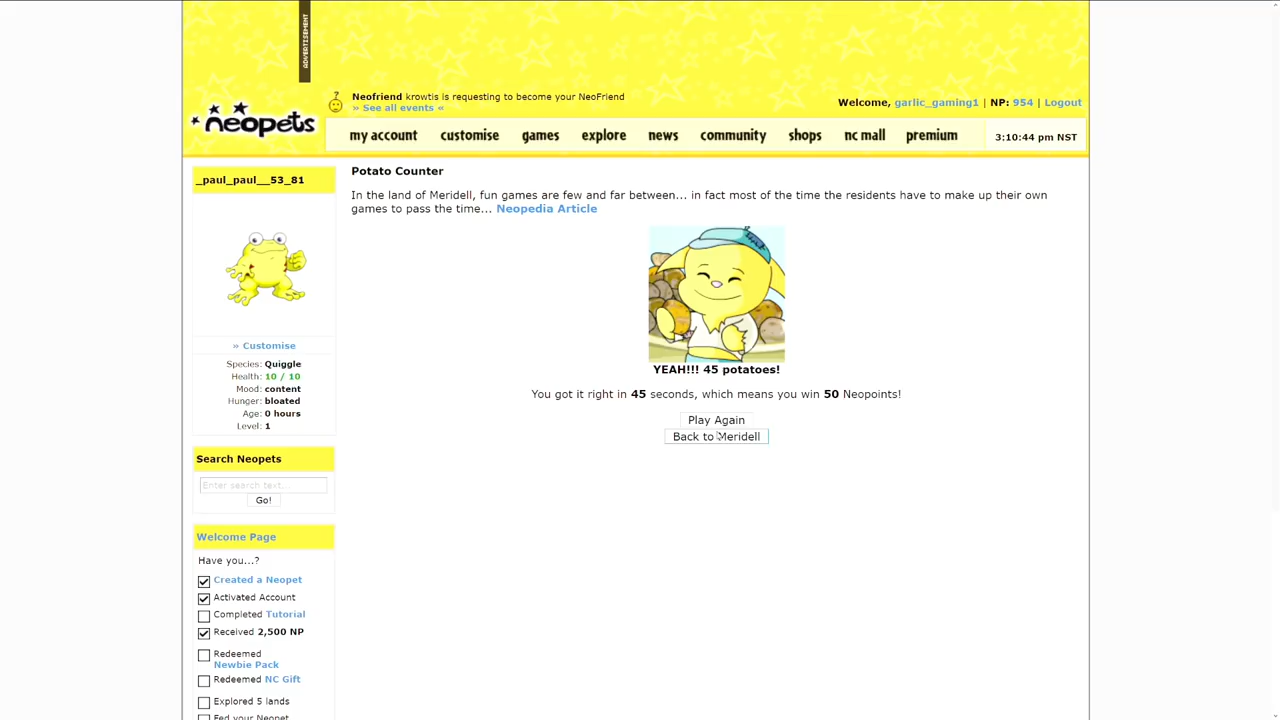 ADVERTISEMENT
Neofriend krowtis is requesting to become your NeoFriend
» See all events «
Welcome, garlic_gaming1 | NP: 954 | Logout
neopets
my account customise games explore news community shops nc mall premium 3:10:44 pm NST
_paul_paul__53_81
» Customise
Species: Quiggle
Health: 10 / 10
Mood: content
Hunger: bloated
Age: 0 hours
Level: 1
Search Neopets
Enter search text...
Go!
Welcome Page
Have you...?
Created a Neopet
Activated Account
Completed Tutorial
Received 2,500 NP
Redeemed
Newbie Pack
Redeemed NC Gift
Explored 5 lands
Fed your Neopet
Potato Counter
In the land of Meridell, fun games are few and far between... in fact most of the time the residents have to make up their own
games to pass the time... Neopedia Article
YEAH!!! 45 potatoes!
You got it right in 45 seconds, which means you win 50 Neopoints!
Play Again
Back to Meridell